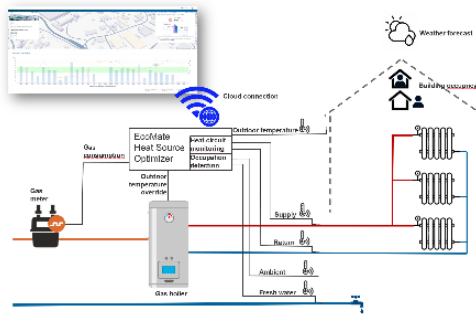 Weather forecast
Building occupancy
Cloud connection
Outdoor temperature
EcoMate
Heat Source
Optimizer
Heat circuit
monitoring
Occupation
detection
Gas
consumption
Outdoor
temperature
override
Gas
meter
Supply
Return
Ambient
Fresh water
Gas boiler